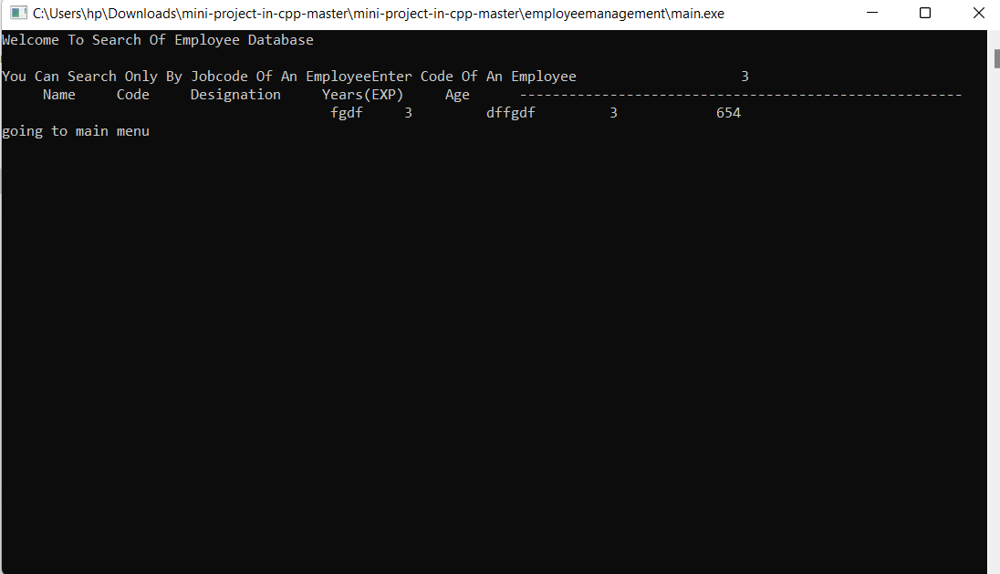 C:\Users\hp\Downloads\mini-project-in-cpp-master\mini-project-in-cpp-master\employeemanagement\main.exe
Welcome To Search Of Employee Database
You Can Search Only By Jobcode Of An EmployeeEnter Code Of An Employee 3
Name Code Designation Years(EXP) Age ------------------------------------------------------
fgdf 3 dffgdf 3 654
going to main menu